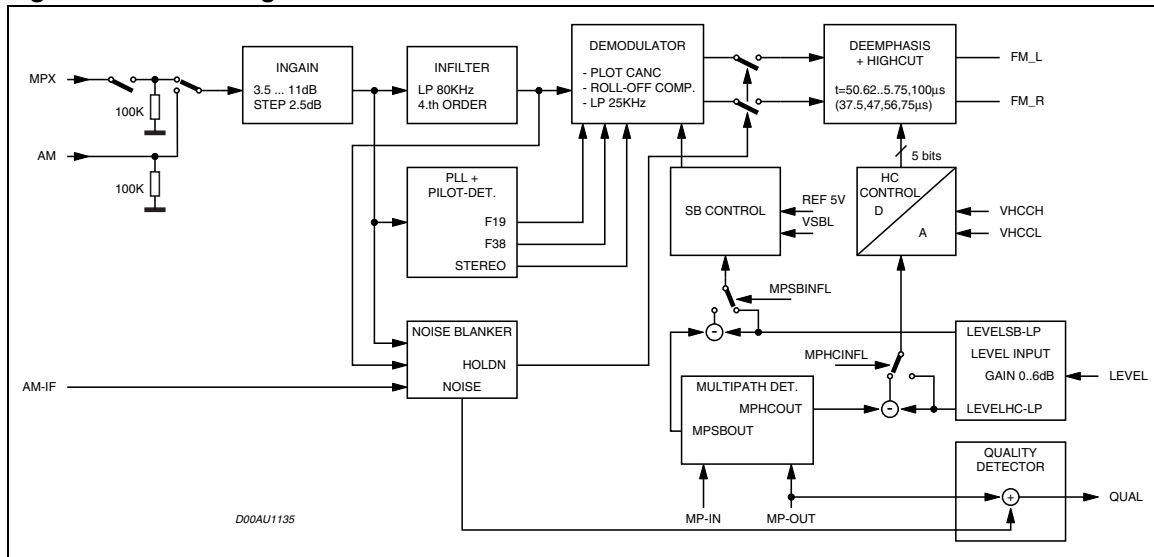 MPX
100K
AM
100K
INGAIN
3.5 ... 11dB
STEP 2.5dB
INFILTER
LP 80KHz
4.th ORDER
DEMODULATOR
- PLOT CANC
- ROLL-OFF COMP.
- LP 25KHz
DEEMPHASIS
+ HIGHCUT
t=50.62..5.75,100µs
(37.5,47,56,75µs)
FM_L
FM_R
PLL +
PILOT-DET.
F19
F38
STEREO
SB CONTROL
REF 5V
VSBL
5 bits
HC
CONTROL
D
A
VHCCH
VHCCL
MPSBINFL
NOISE BLANKER
HOLDN
NOISE
AM-IF
MPHCINFL
LEVELSB-LP
LEVEL INPUT
GAIN 0..6dB
LEVELHC-LP
LEVEL
MULTIPATH DET.
MPHCOUT
MPSBOUT
MP-IN
MP-OUT
QUALITY
DETECTOR
QUAL
D00AU1135